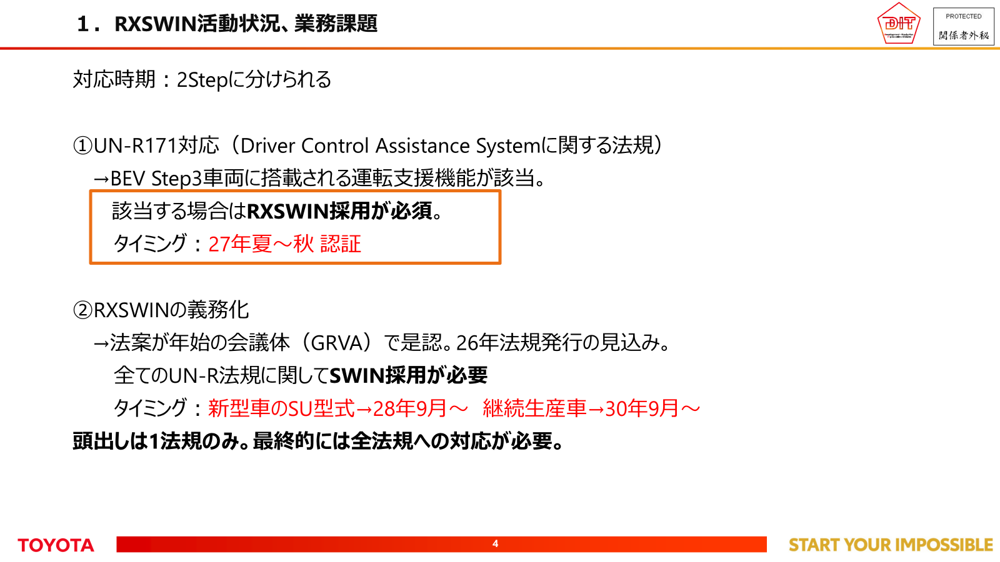 １．RXSWIN活動状況、業務課題
DIT
PROTECTED
関係者外秘
対応時期：2Stepに分けられる
①UN-R171対応（Driver Control Assistance Systemに関する法規）
→BEV Step3車両に搭載される運転支援機能が該当。
該当する場合はRXSWIN採用が必須。
タイミング：27年夏～秋 認証
②RXSWINの義務化
→法案が年始の会議体（GRVA）で是認。26年法規発行の見込み。
全てのUN-R法規に関してSWIN採用が必要
タイミング：新型車のSU型式→28年9月～ 継続生産車→30年9月～
頭出しは1法規のみ。最終的には全法規への対応が必要。
TOYOTA
4
START YOUR IMPOSSIBLE